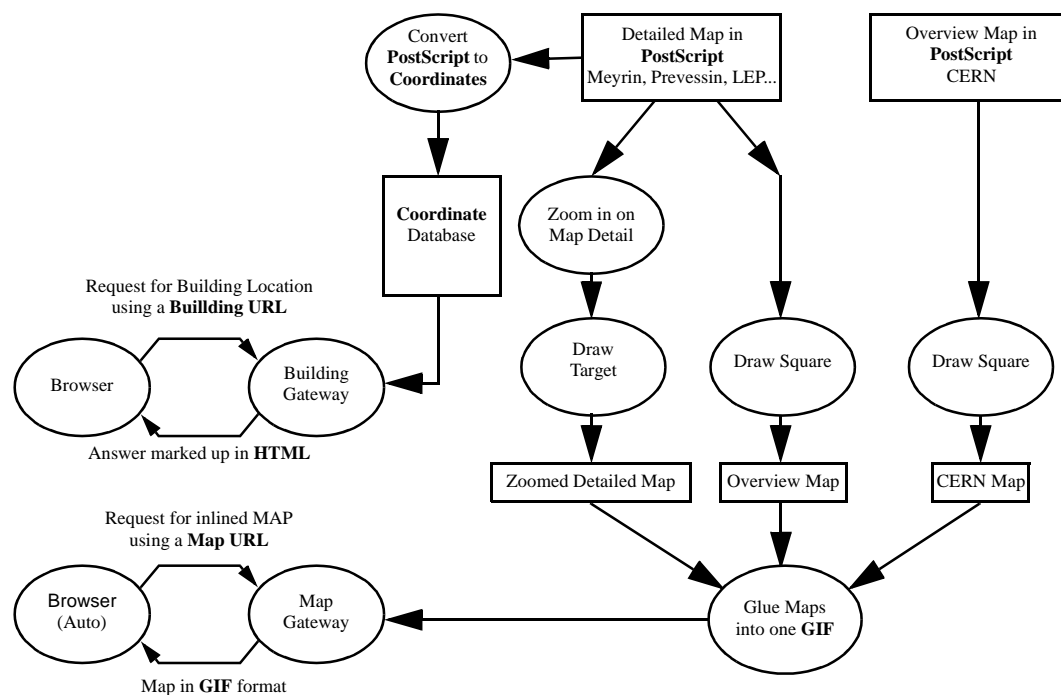 Convert
PostScript to
Coordinates
Detailed Map in
PostScript
Meyrin, Prevessin, LEP...
Overview Map in
PostScript
CERN
Coordinate
Database
Zoom in on
Map Detail
Request for Building Location
using a Buillding URL
Browser
Building
Gateway
Draw
Target
Draw Square
Draw Square
Answer marked up in HTML
Zoomed Detailed Map
Overview Map
CERN Map
Request for inlined MAP
using a Map URL
Browser
(Auto)
Map
Gateway
Glue Maps
into one GIF
Map in GIF format